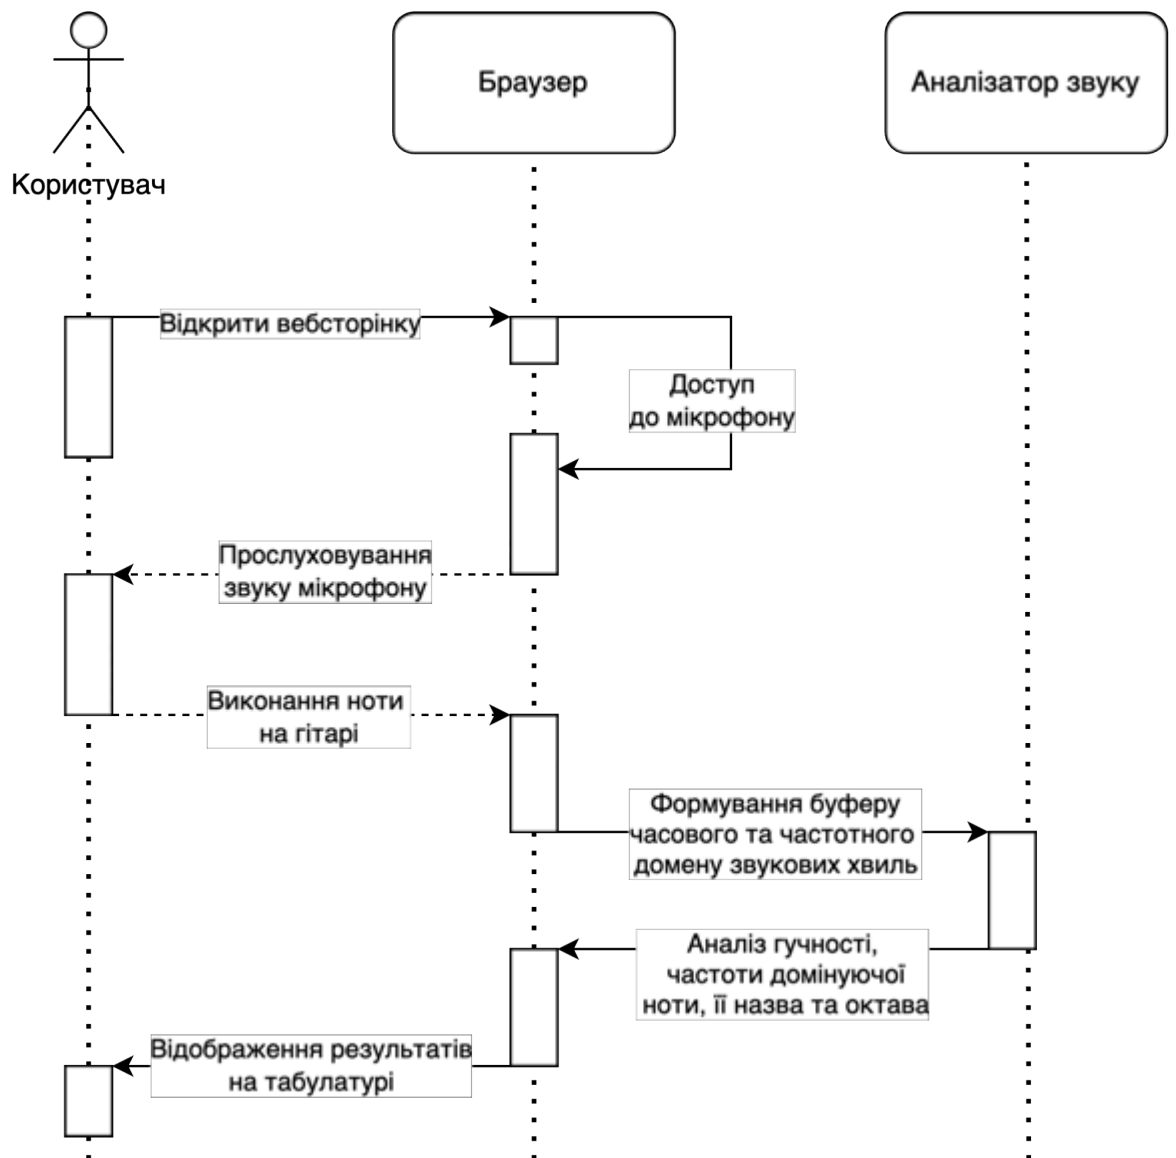 Браузер
Аналізатор звуку
Користувач
Відкрити вебсторінку
Доступ
до мікрофону
Прослуховування
звуку мікрофону
Виконання ноти
на гітарі
Формування буферу
часового та частотного
домену звукових хвиль
Аналіз гучності,
частоти домінуючої
ноти, її назва та октава
Відображення результатів
на табулатурі